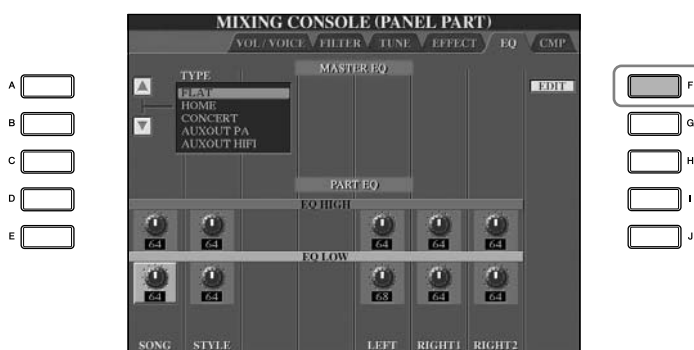 MIXING CONSOLE (PANEL PART)
VOL / VOICE FILTER TUNE EFFECT EQ CMP
TYPE
MASTER EQ
EDIT
FLAT
HOME
CONCERT
AUXOUT PA
AUXOUT HIFI
A
B
C
D
E
F
G
H
I
J
PART EQ
EQ HIGH
64 64 64 64 64
EQ LOW
64 64 68 64 64
SONG STYLE LEFT RIGHT1 RIGHT2